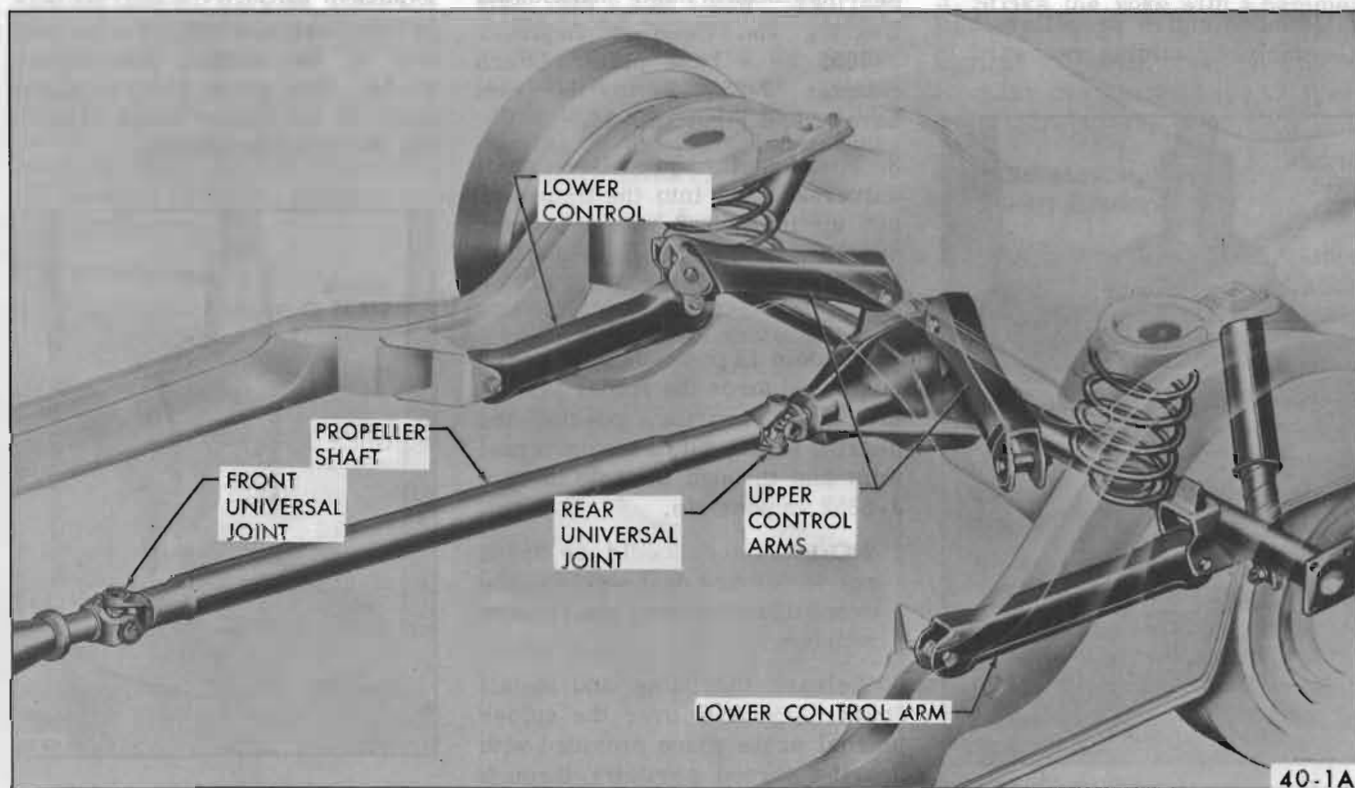 LOWER
CONTROL
PROPELLER
SHAFT
FRONT
UNIVERSAL
JOINT
REAR
UNIVERSAL
JOINT
UPPER
CONTROL
ARMS
LOWER CONTROL ARM
40-1A